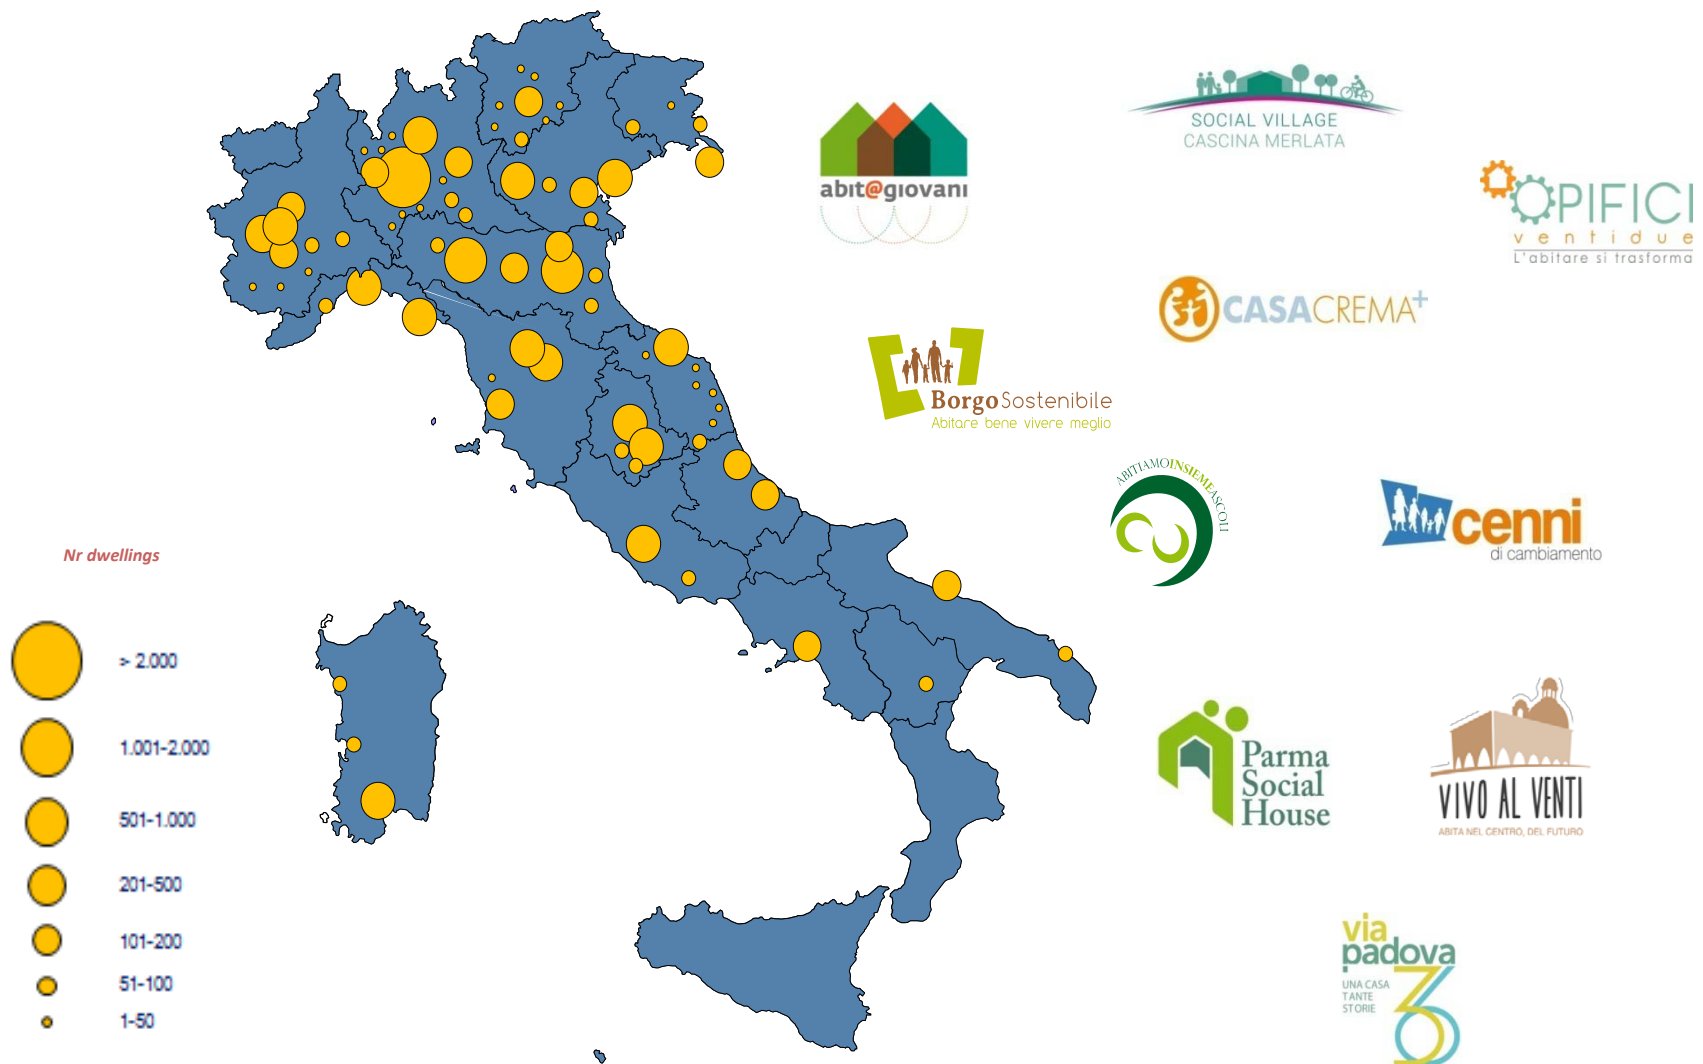 SOCIAL VILLAGE
CASCINA MERLATA
abit@giovani
OPIFICI
ventidue
L'abitare si trasforma
CASACREMA+
BorgoSostenibile
Abitare bene vivere meglio
ABITIAMOINSIEMEASCOLI
cenni
di cambiamento
Nr dwellings
> 2.000
1.001-2.000
501-1.000
201-500
101-200
51-100
1-50
Parma
Social
House
VIVO AL VENTI
ABITA NEL CENTRO, DEL FUTURO
via
padova
36
UNA CASA
TANTE
STORIE